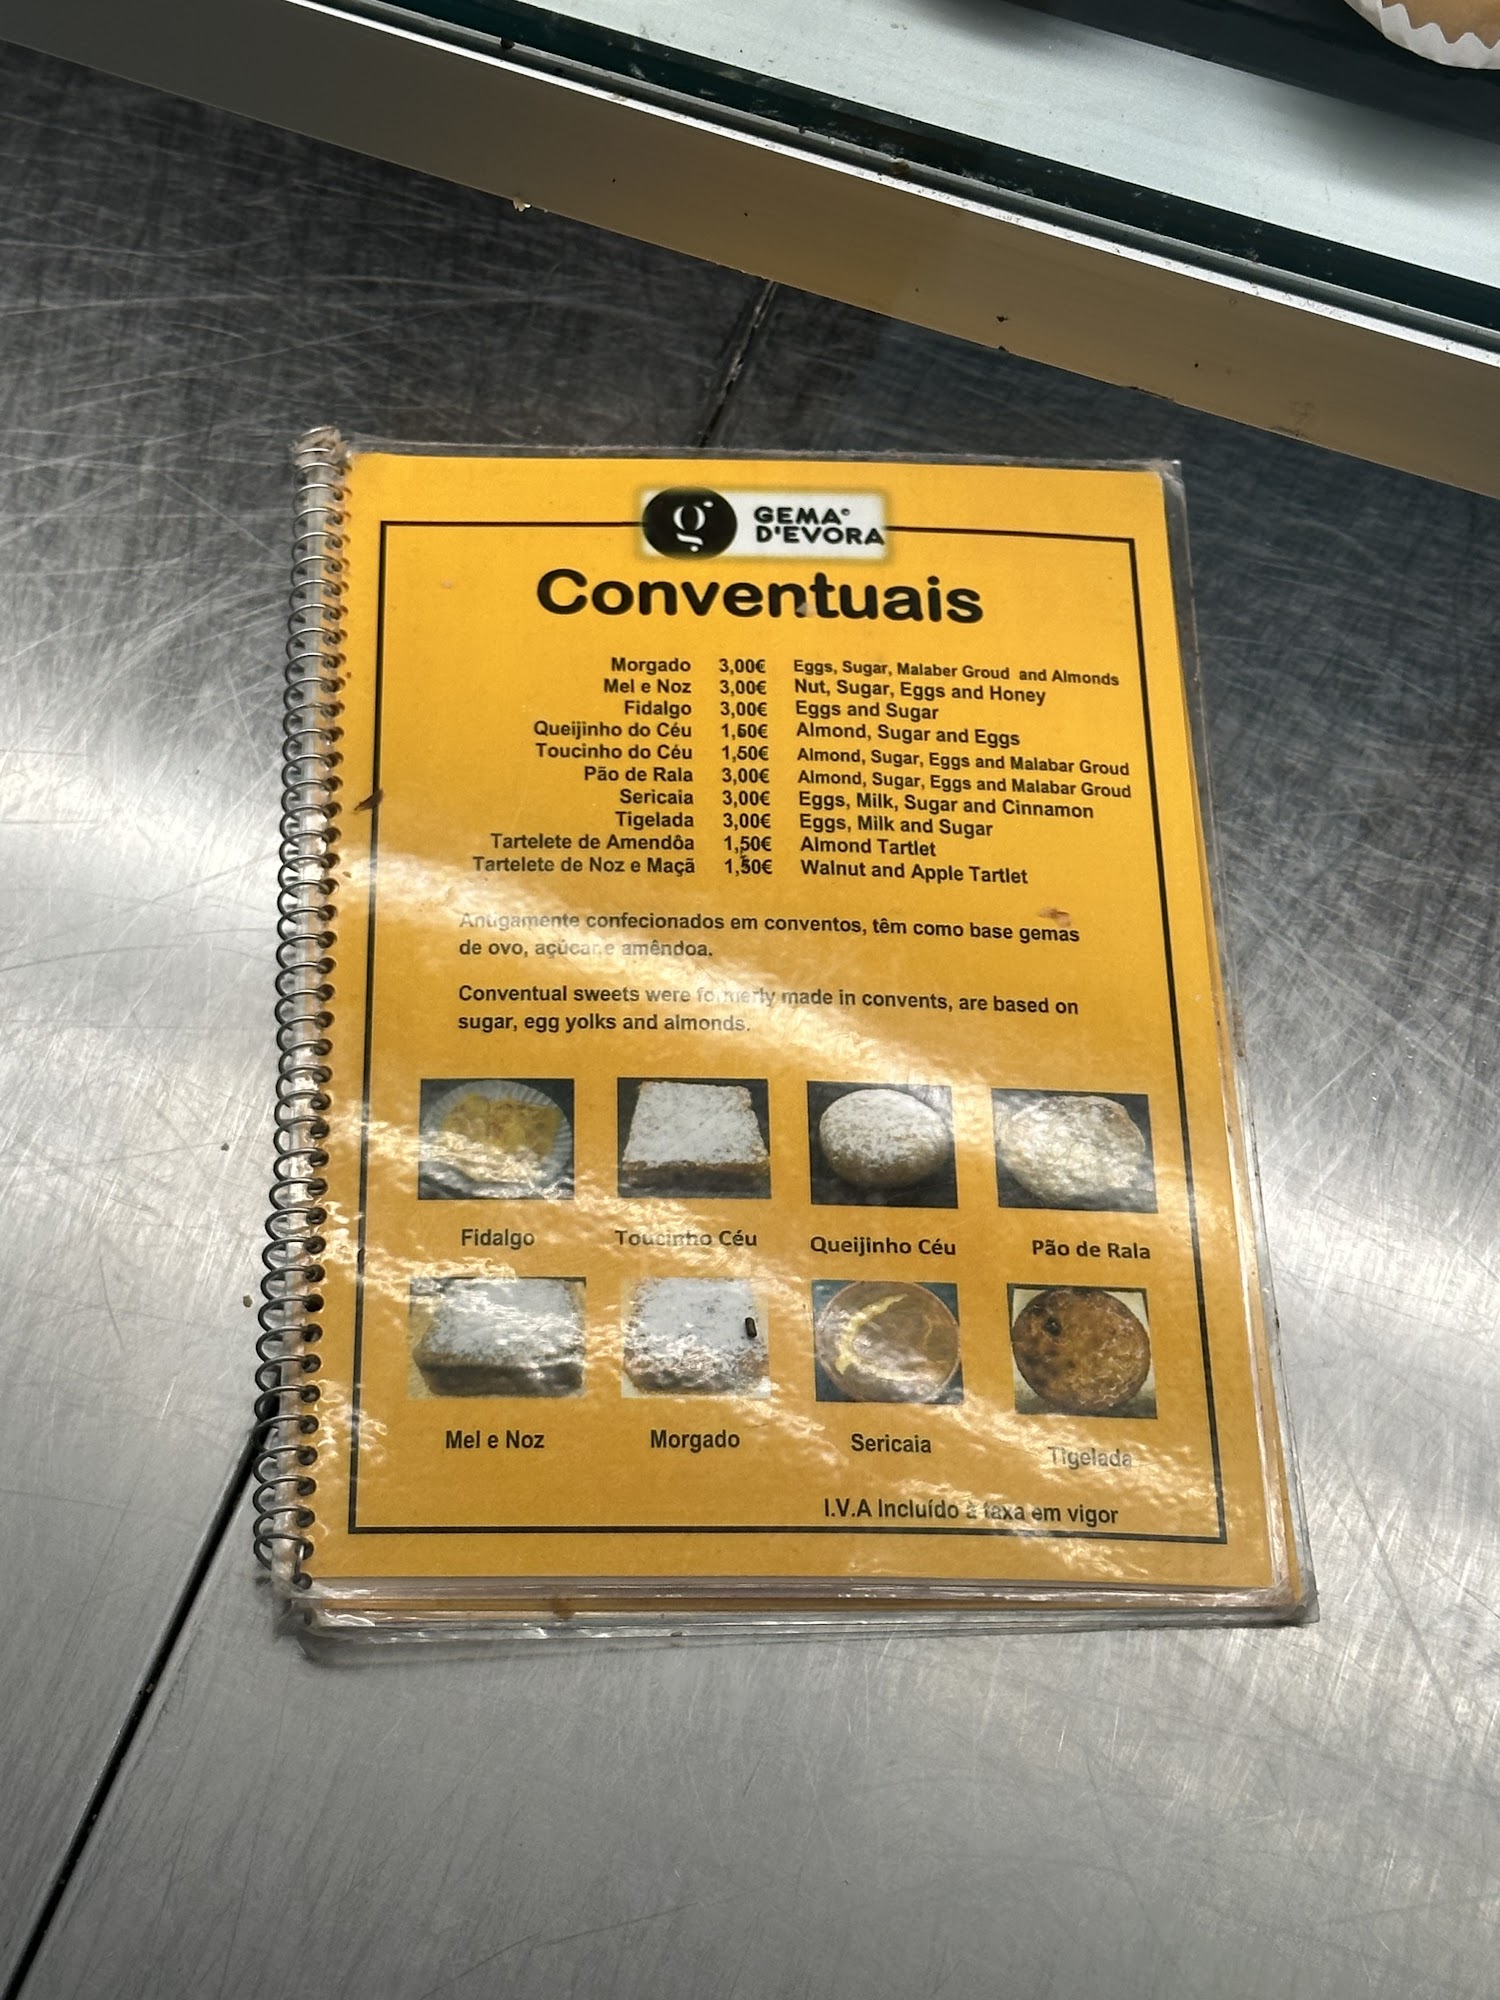 GEMA®
D'EVORA
Conventuais
Morgado 3,00€ Eggs, Sugar, Malaber Groud and Almonds
Mel e Noz 3,00€ Nut, Sugar, Eggs and Honey
Fidalgo 3,00€ Eggs and Sugar
Queijinho do Céu 1,50€ Almond, Sugar and Eggs
Toucinho do Céu 1,50€ Almond, Sugar, Eggs and Malabar Groud
Pão de Rala 3,00€ Almond, Sugar, Eggs and Malabar Groud
Sericaia 3,00€ Eggs, Milk, Sugar and Cinnamon
Tigelada 3,00€ Eggs, Milk and Sugar
Tartelete de Amendôa 1,50€ Almond Tartlet
Tartelete de Noz e Maçã 1,50€ Walnut and Apple Tartlet
Antigamente confecionados em conventos, têm como base gemas
de ovo, açúcar e amêndoa.
Conventual sweets were formerly made in convents, are based on
sugar, egg yolks and almonds.
Fidalgo Toucinho Céu Queijinho Céu Pão de Rala
Mel e Noz Morgado Sericaia Tigelada
I.V.A Incluído à taxa em vigor